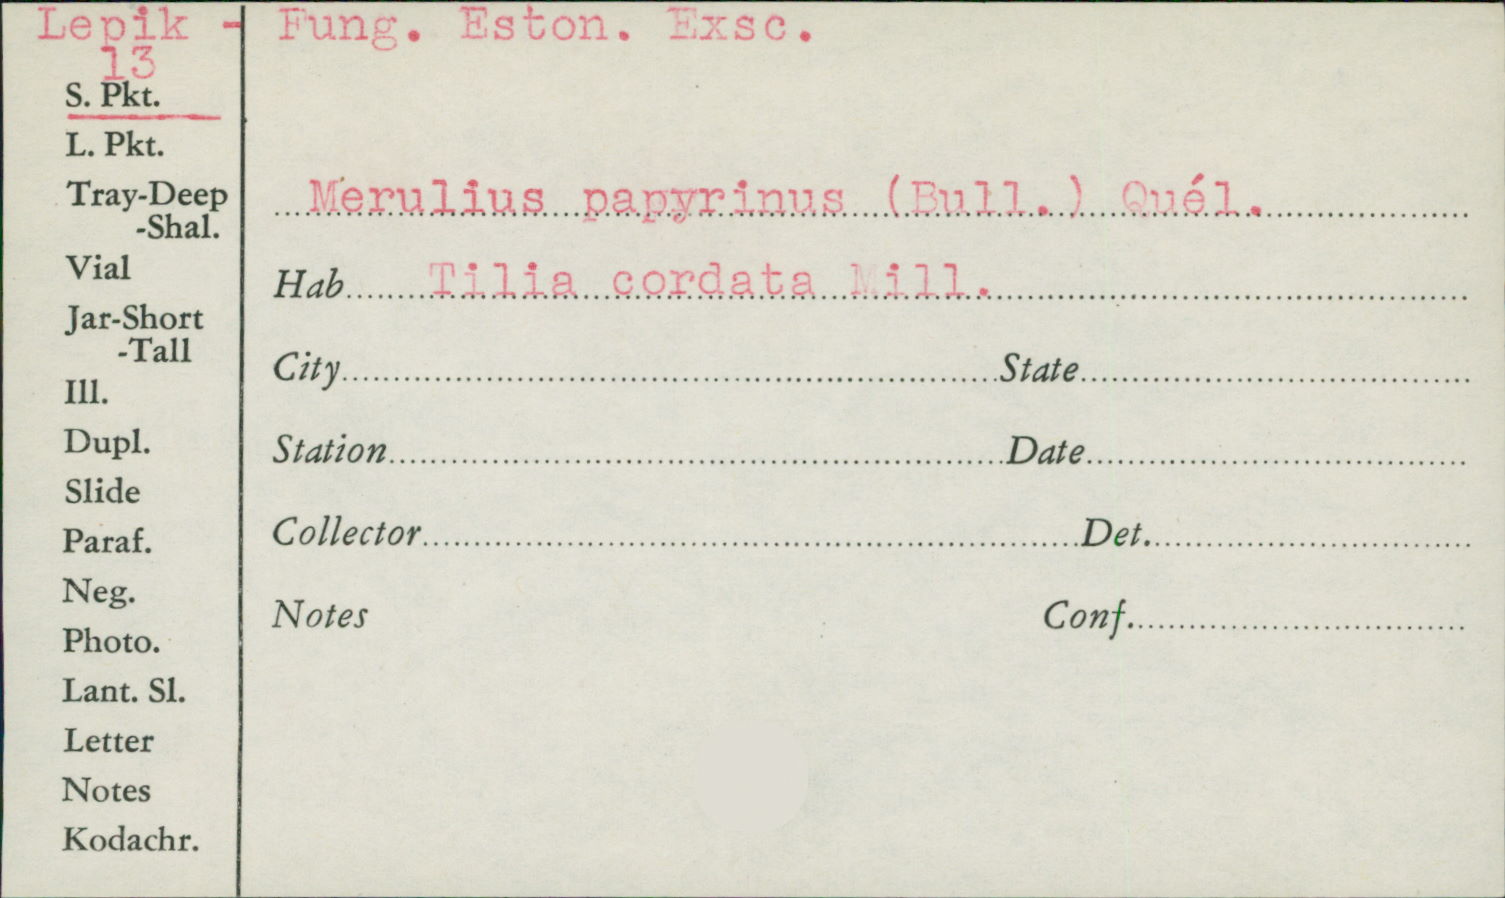 Lepik - Fung. Eston. Exsc.
13
S. Pkt.
L. Pkt.
Tray-Deep
-Shal.
Vial
Jar-Short
-Tall
Ill.
Dupl.
Slide
Paraf.
Neg.
Photo.
Lant. Sl.
Letter
Notes
Kodachr.
Merulius papyrinus (Bull.) Quél.
Hab. Tilia cordata Mill.
City State
Station Date
Collector Det.
Notes Conf.